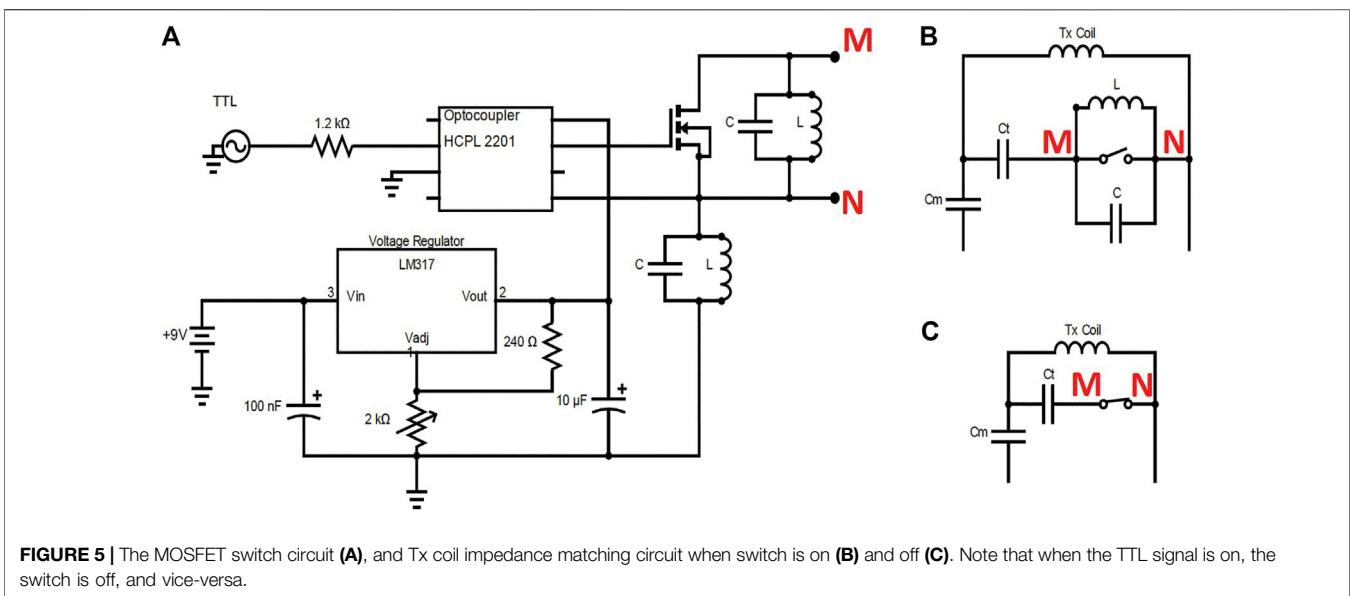 A
M
B
Tx Coil
TTL
1.2 kΩ
Optocoupler
HCPL 2201
C
L
L
Ct
M
N
C
Cm
N
Voltage Regulator
LM317
3
Vin
Vout
2
Vadj
1
+9V
240 Ω
C
L
100 nF
+
2 kΩ
10 µF
+
C
Tx Coil
Ct
M
N
Cm
FIGURE 5 | The MOSFET switch circuit (A), and Tx coil impedance matching circuit when switch is on (B) and off (C). Note that when the TTL signal is on, the
switch is off, and vice-versa.